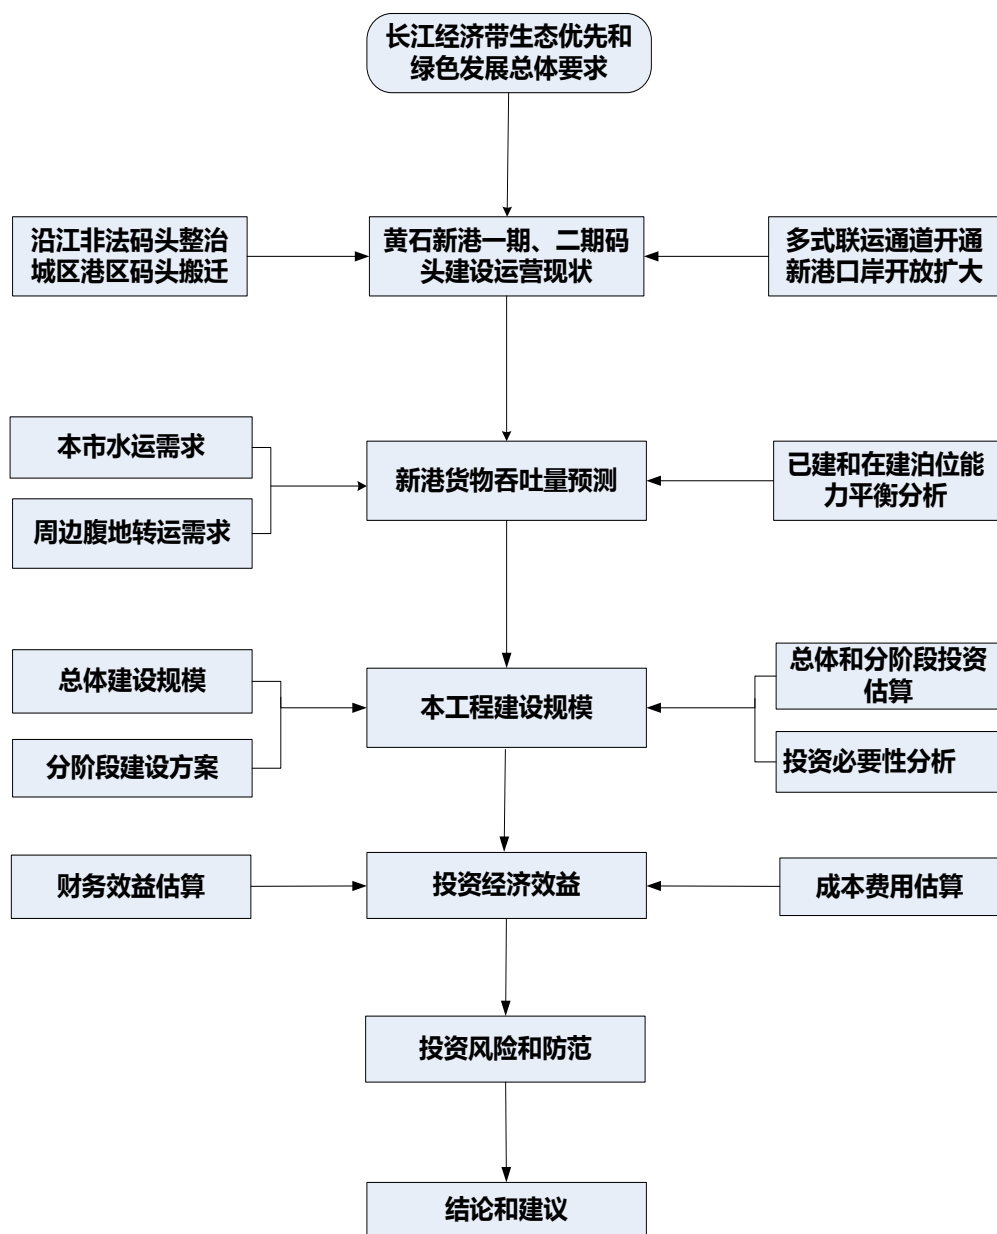 长江经济带生态优先和
绿色发展总体要求
沿江非法码头整治
城区港区码头搬迁
黄石新港一期、二期码
头建设运营现状
多式联运通道开通
新港口岸开放扩大
本市水运需求
周边腹地转运需求
新港货物吞吐量预测
已建和在建泊位能
力平衡分析
总体建设规模
分阶段建设方案
本工程建设规模
总体和分阶段投资
估算
投资必要性分析
财务效益估算
投资经济效益
成本费用估算
投资风险和防范
结论和建议